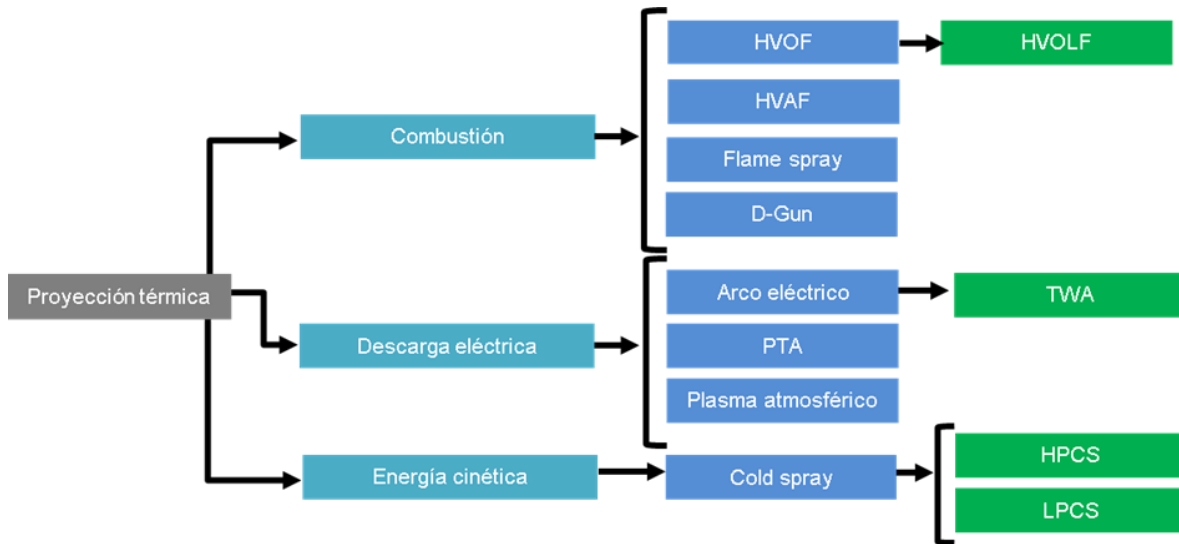 Proyección térmica
Combustión
HVOF
HVOLF
HVAF
Flame spray
D-Gun
Descarga eléctrica
Arco eléctrico
TWA
PTA
Plasma atmosférico
Energía cinética
Cold spray
HPCS
LPCS